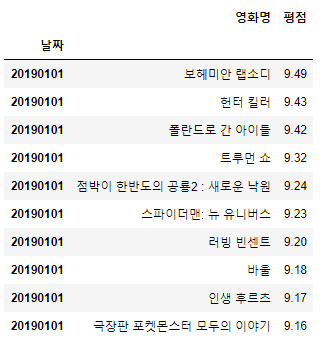 영화명 평점
날짜
20190101 보헤미안 랩소디 9.49
20190101 헌터 킬러 9.43
20190101 폴란드로 간 아이들 9.42
20190101 트루먼 쇼 9.32
20190101 점박이 한반도의 공룡2 : 새로운 낙원 9.24
20190101 스파이더맨: 뉴 유니버스 9.23
20190101 러빙 빈센트 9.20
20190101 바울 9.18
20190101 인생 후르츠 9.17
20190101 극장판 포켓몬스터 모두의 이야기 9.16